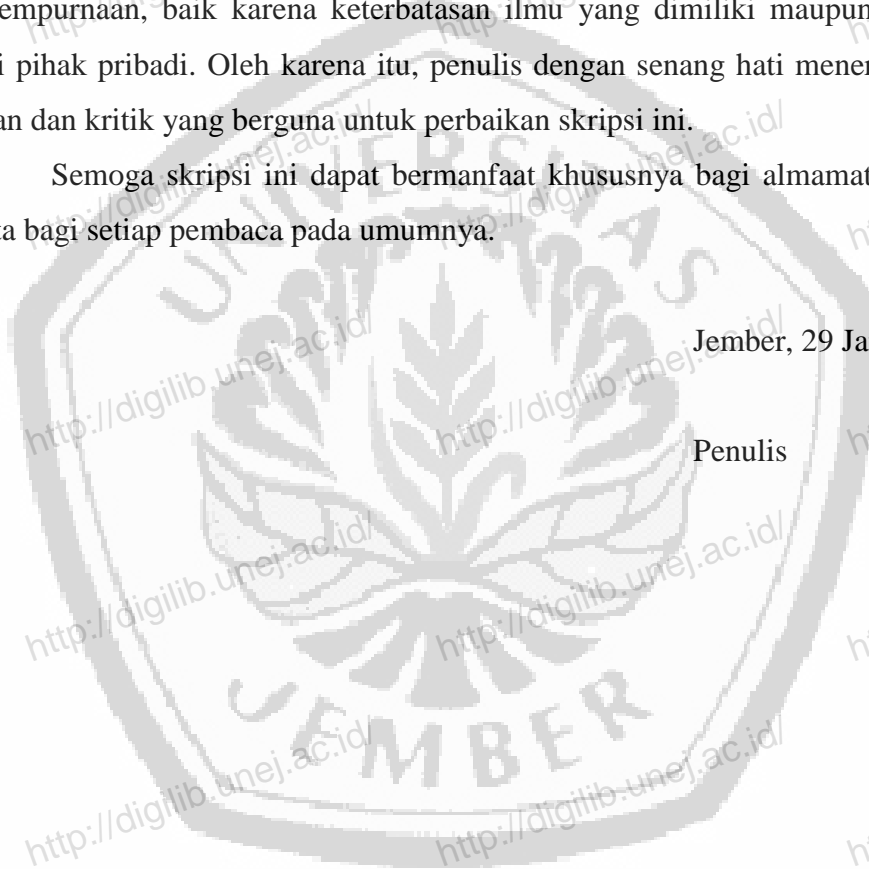 empurnaan, baik karena keterbatasan ilmu yang dimiliki maupun
i pihak pribadi. Oleh karena itu, penulis dengan senang hati mener
an dan kritik yang berguna untuk perbaikan skripsi ini.
Semoga skripsi ini dapat bermanfaat khususnya bagi almamat
ta bagi setiap pembaca pada umumnya.
Jember, 29 Ja
Penulis
UNIVERSITAS
JEMBER
http://digilib.unej.ac.id/
http://digilib.unej.ac.id/
http://digilib.unej.ac.id/
http://digilib.unej.ac.id/
http://digilib.unej.ac.id/
http://digilib.unej.ac.id/
http://digilib.unej.ac.id/
http://digilib.unej.ac.id/